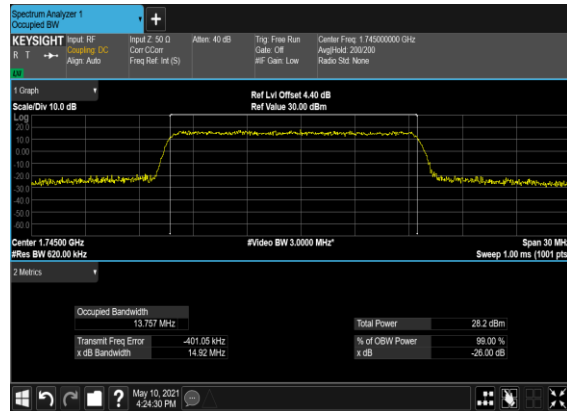 Spectrum Analyzer 1
Occupied BW
+
KEYSIGHT Input: RF Input Z: 50 Ω Atten: 40 dB Trig: Free Run Center Freq: 1.745000000 GHz
R T Coupling: DC Corr CCorr Gate: Off Avg|Hold: 200/200
Align: Auto Freq Ref: Int (S) #IF Gain: Low Radio Std: None
1 Graph
Ref Lvl Offset 4.40 dB
Scale/Div 10.0 dB Ref Value 30.00 dBm
Log
20.0
10.0
0.00
-10.0
-20.0
-30.0
-40.0
-50.0
-60.0
Center 1.74500 GHz #Video BW 3.0000 MHz* Span 30 MHz
#Res BW 620.00 kHz Sweep 1.00 ms (1001 pts
2 Metrics
Occupied Bandwidth
13.757 MHz Total Power 28.2 dBm
Transmit Freq Error -401.05 kHz % of OBW Power 99.00 %
x dB Bandwidth 14.92 MHz x dB -26.00 dB
? May 10, 2021
4:24:30 PM